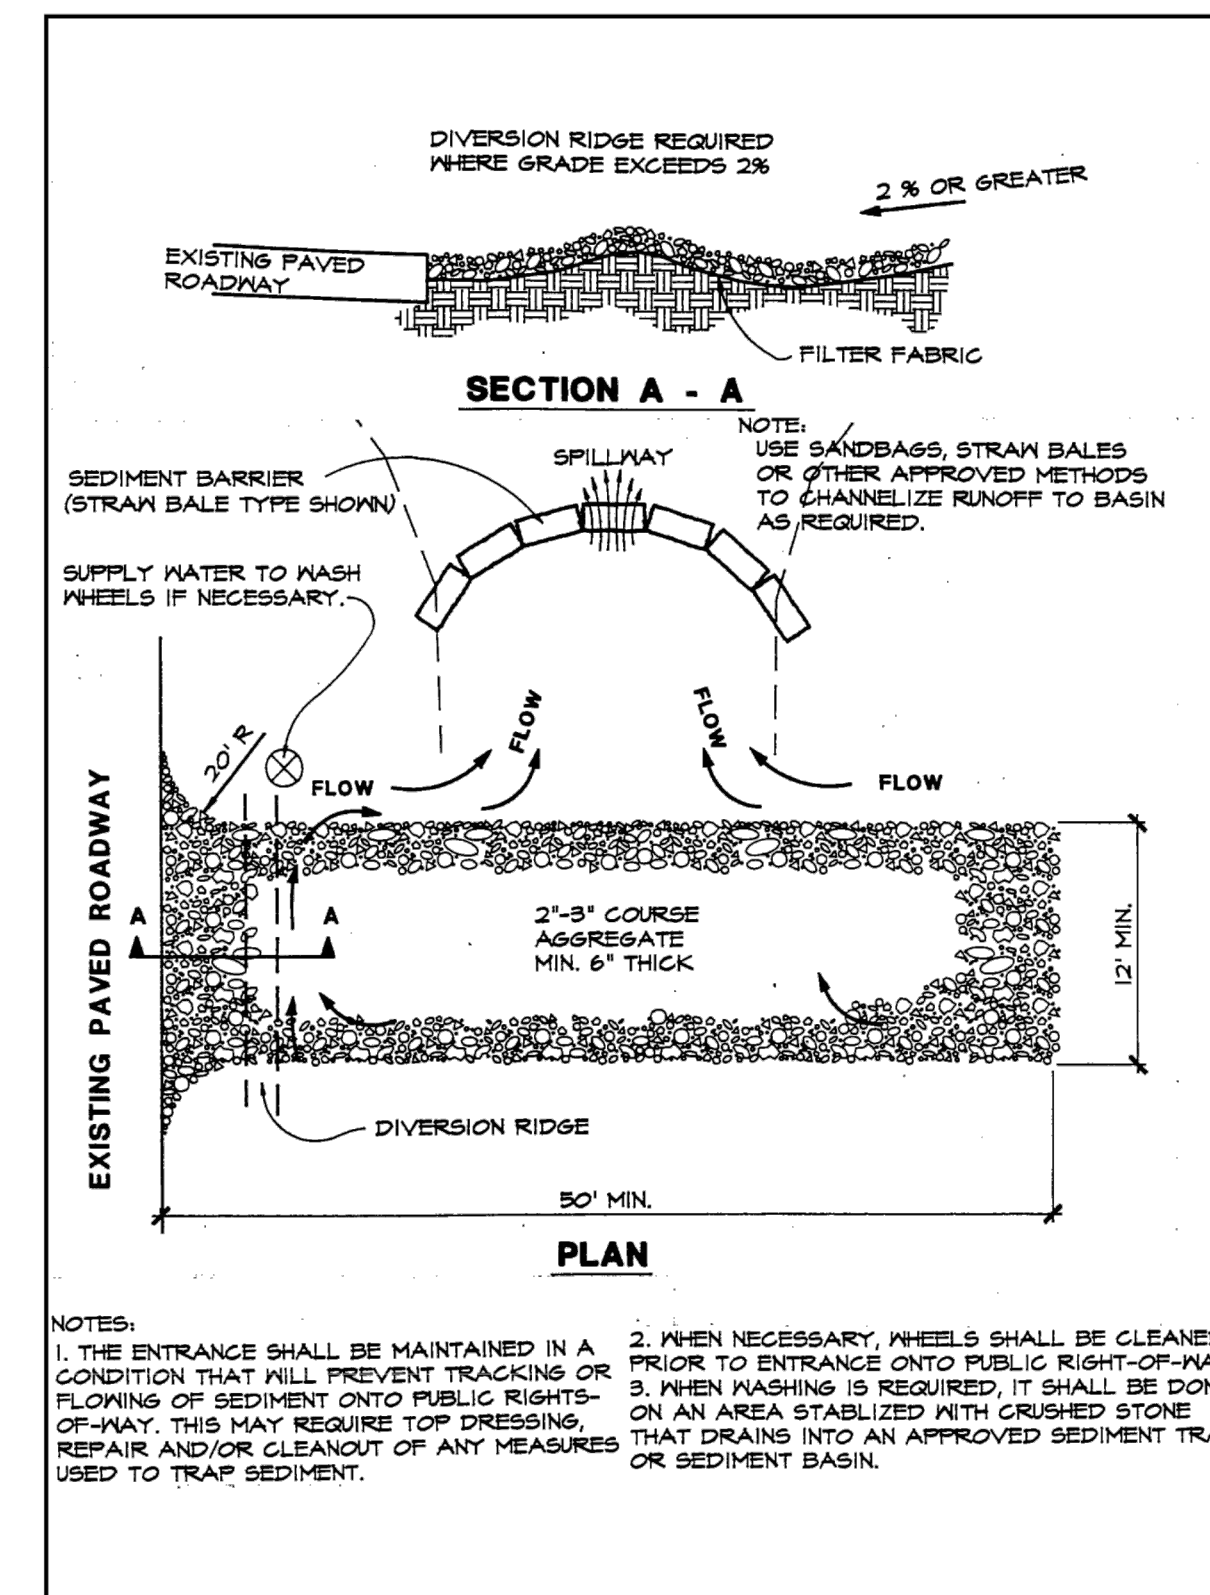 DIVERSION RIDGE REQUIRED
WHERE GRADE EXCEEDS 2%
2 % OR GREATER
EXISTING PAVED
ROADWAY
FILTER FABRIC
SECTION A - A
NOTE:
USE SANDBAGS, STRAW BALES
OR OTHER APPROVED METHODS
TO CHANNELIZE RUNOFF TO BASIN
AS REQUIRED.
SPILLWAY
SEDIMENT BARRIER
(STRAW BALE TYPE SHOWN)
SUPPLY WATER TO WASH
WHEELS IF NECESSARY.
FLOW
FLOW
20' R
FLOW
FLOW
EXISTING PAVED ROADWAY
A
A
2"-3" COURSE
AGGREGATE
MIN. 6" THICK
12' MIN.
DIVERSION RIDGE
50' MIN.
PLAN
NOTES:
1. THE ENTRANCE SHALL BE MAINTAINED IN A
CONDITION THAT WILL PREVENT TRACKING OR
FLOWING OF SEDIMENT ONTO PUBLIC RIGHTS-
OF-WAY. THIS MAY REQUIRE TOP DRESSING,
REPAIR AND/OR CLEANOUT OF ANY MEASURES
USED TO TRAP SEDIMENT.
2. WHEN NECESSARY, WHEELS SHALL BE CLEANE
PRIOR TO ENTRANCE ONTO PUBLIC RIGHT-OF-WA
3. WHEN WASHING IS REQUIRED, IT SHALL BE DON
ON AN AREA STABLIZED WITH CRUSHED STONE
THAT DRAINS INTO AN APPROVED SEDIMENT TRA
OR SEDIMENT BASIN.